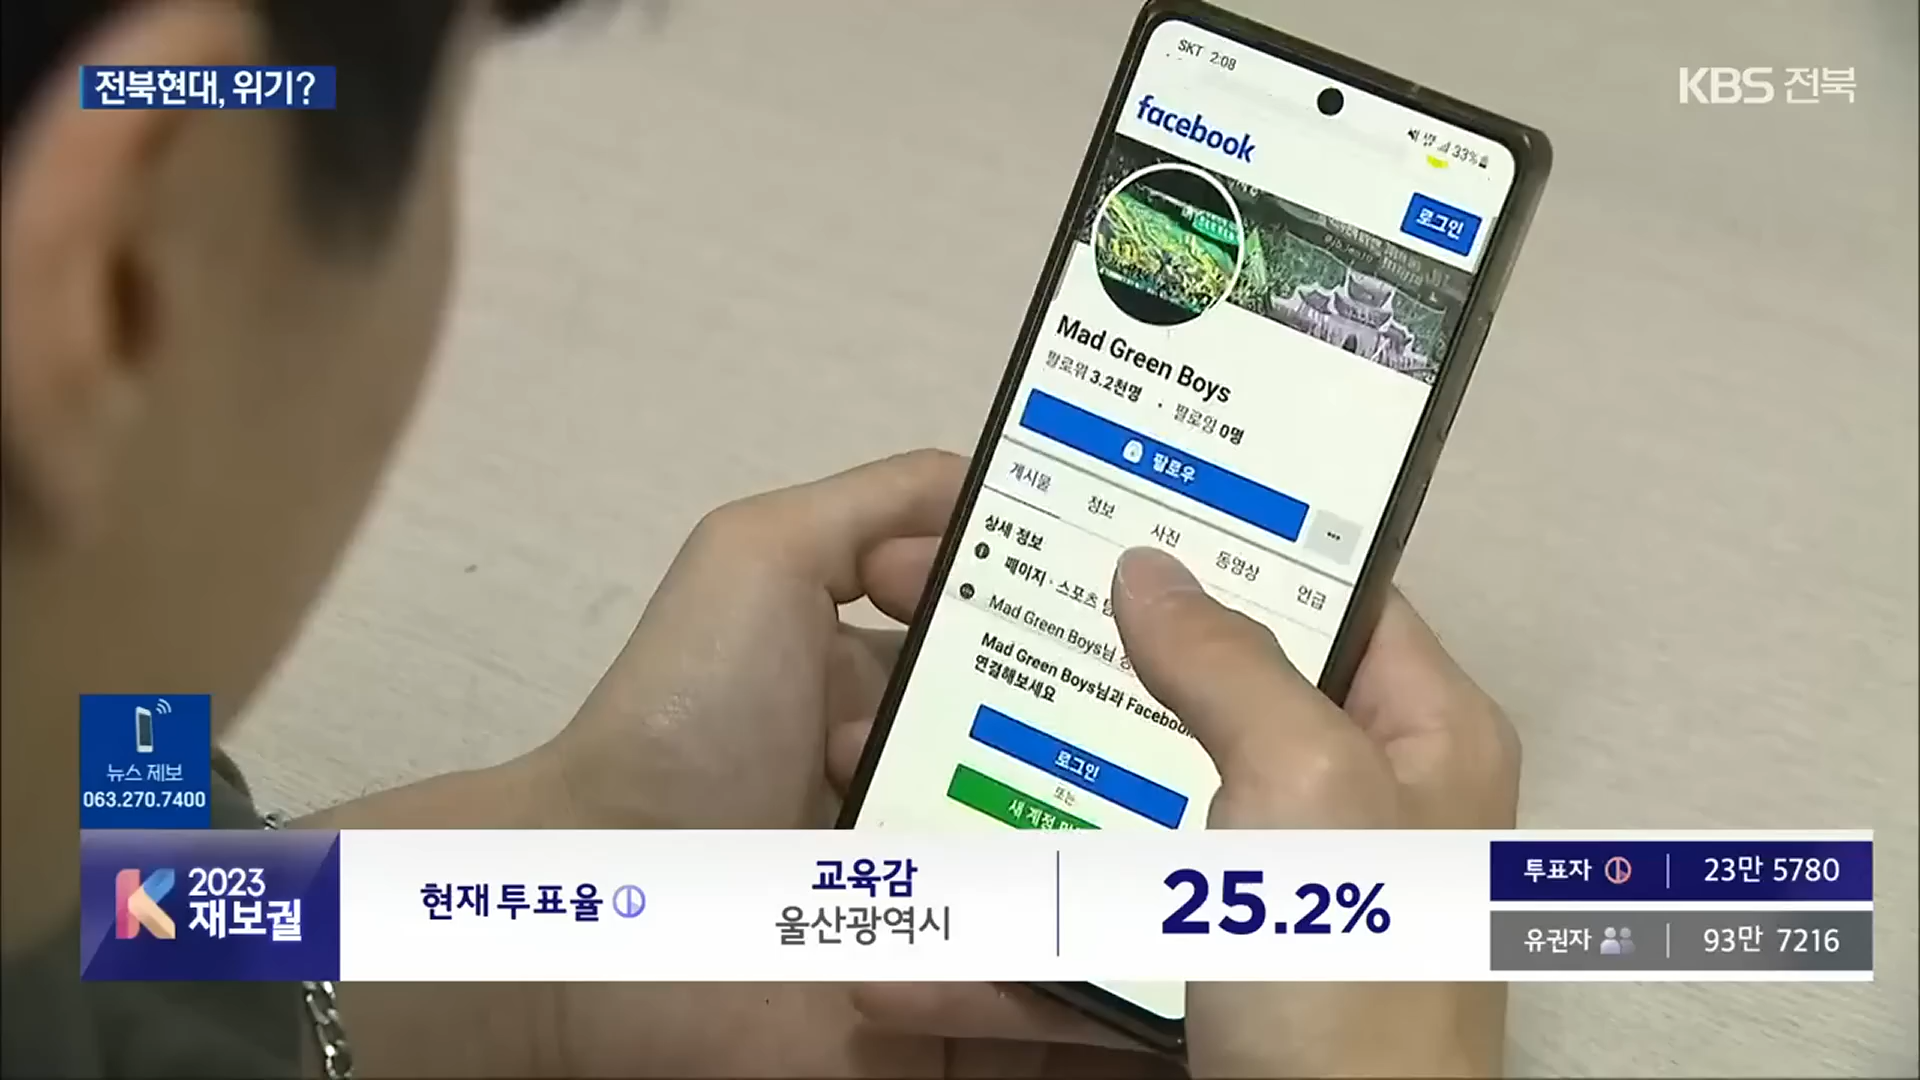 전북현대, 위기?
KBS 전북
SKT 2:08
33%
facebook
로그인
Mad Green Boys
팔로워 3.2천명 · 팔로잉 0명
팔로우
게시물 정보 사진 동영상 언급
상세 정보
페이지 · 스포츠
Mad Green Boys님
Mad Green Boys님과 Facebook
연결해보세요
로그인
또는
새 계정
뉴스 제보
063.270.7400
2023
재보궐
현재 투표율
교육감
울산광역시
25.2%
투표자 23만 5780
유권자 93만 7216